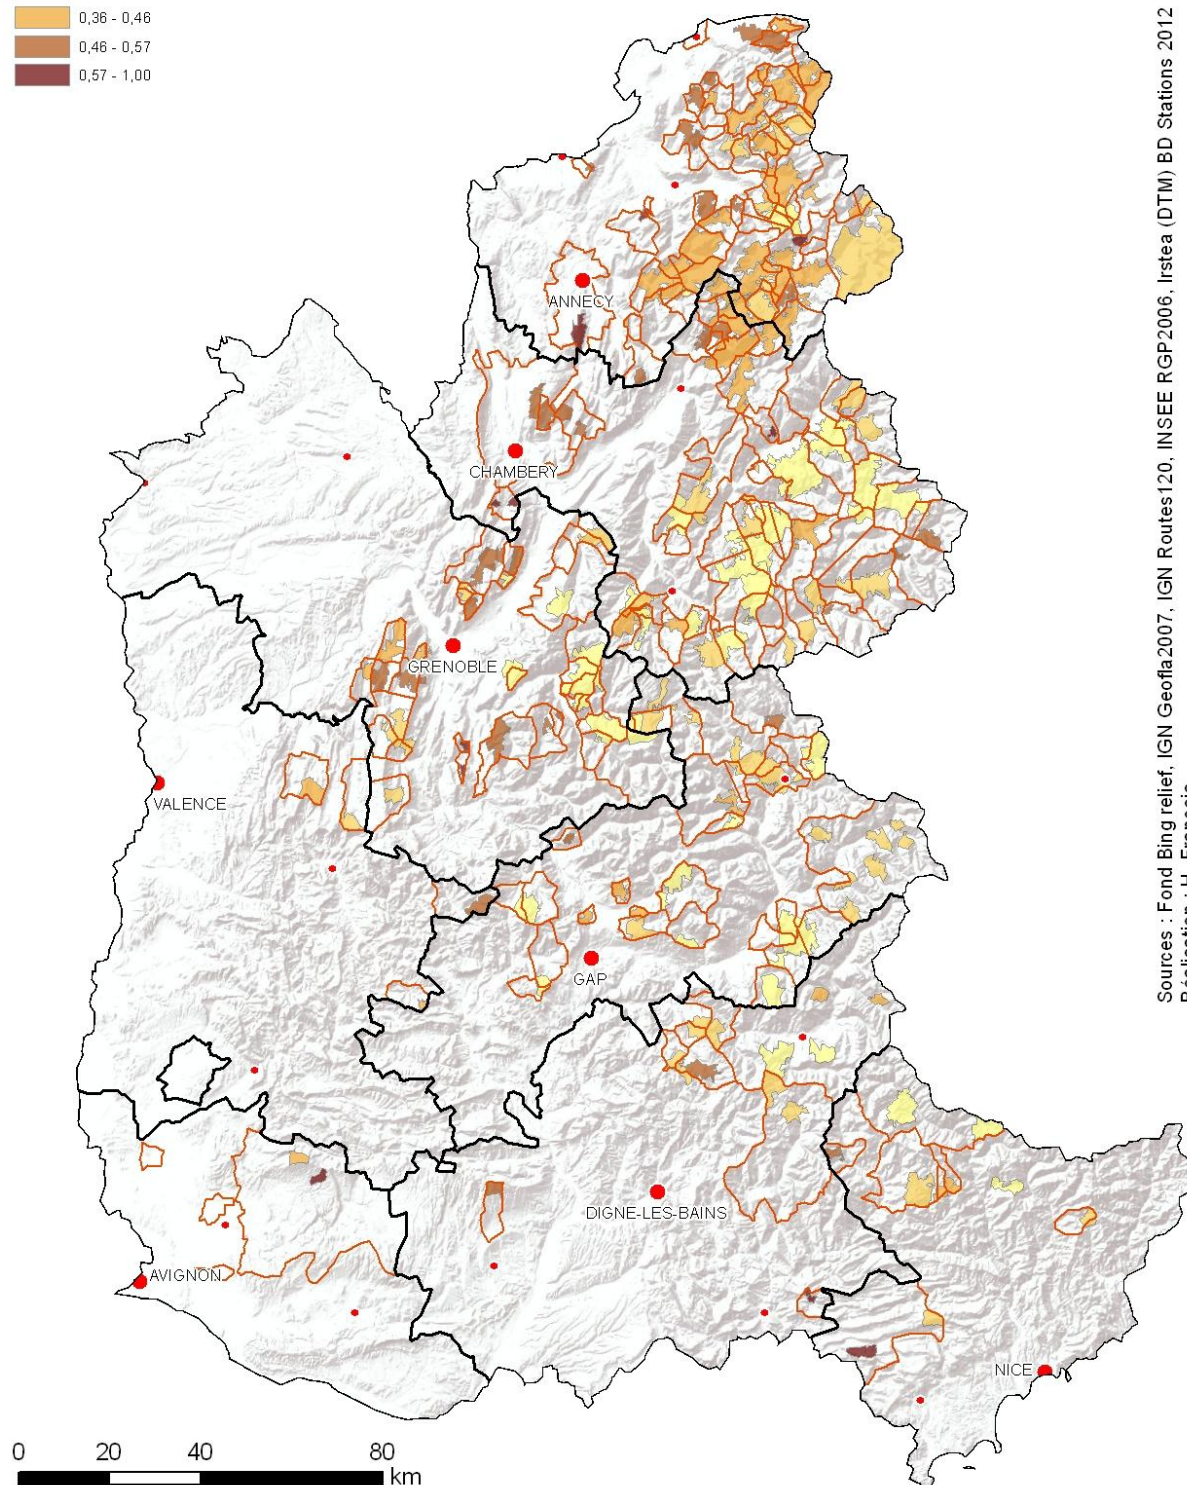 0,36 - 0,46
0,46 - 0,57
0,57 - 1,00
ANNECY
CHAMBERY
GRENOBLE
VALENCE
GAP
DIGNE-LES-BAINS
AVIGNON
NICE
0 20 40 80
km
Sources : Fond Bing relief, IGN Geofla2007, IGN Routes120, INSEE RGP2006, Irstea (DTM) BD Stations 2012